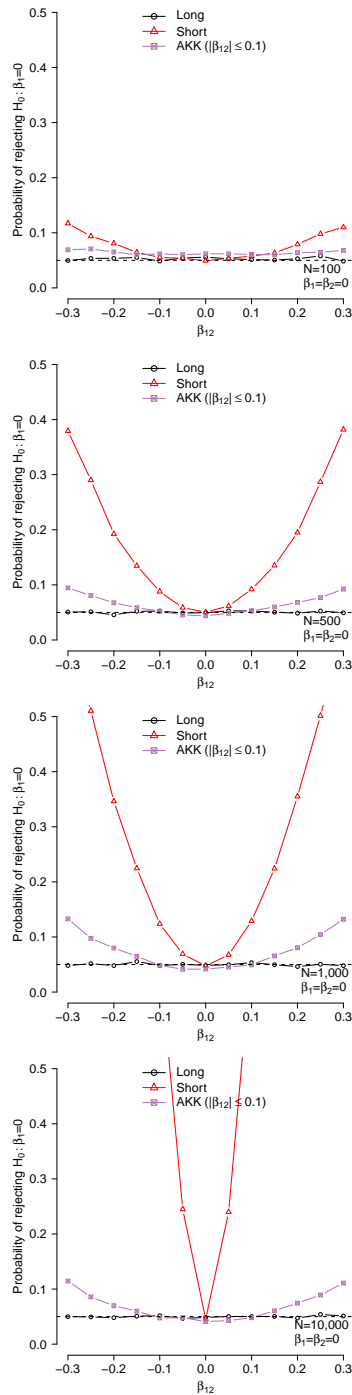 Long
Short
AKK (|β12| ≤ 0.1)
Probability of rejecting H0: β1=0
0.5
0.4
0.3
0.2
0.1
0.0
N=100
β1=β2=0
−0.3 −0.2 −0.1 0.0 0.1 0.2 0.3
β12
Long
Short
AKK (|β12| ≤ 0.1)
Probability of rejecting H0: β1=0
0.5
0.4
0.3
0.2
0.1
0.0
N=500
β1=β2=0
−0.3 −0.2 −0.1 0.0 0.1 0.2 0.3
β12
Long
Short
AKK (|β12| ≤ 0.1)
Probability of rejecting H0: β1=0
0.5
0.4
0.3
0.2
0.1
0.0
N=1,000
β1=β2=0
−0.3 −0.2 −0.1 0.0 0.1 0.2 0.3
β12
Long
Short
AKK (|β12| ≤ 0.1)
Probability of rejecting H0: β1=0
0.5
0.4
0.3
0.2
0.1
0.0
N=10,000
β1=β2=0
−0.3 −0.2 −0.1 0.0 0.1 0.2 0.3
β12